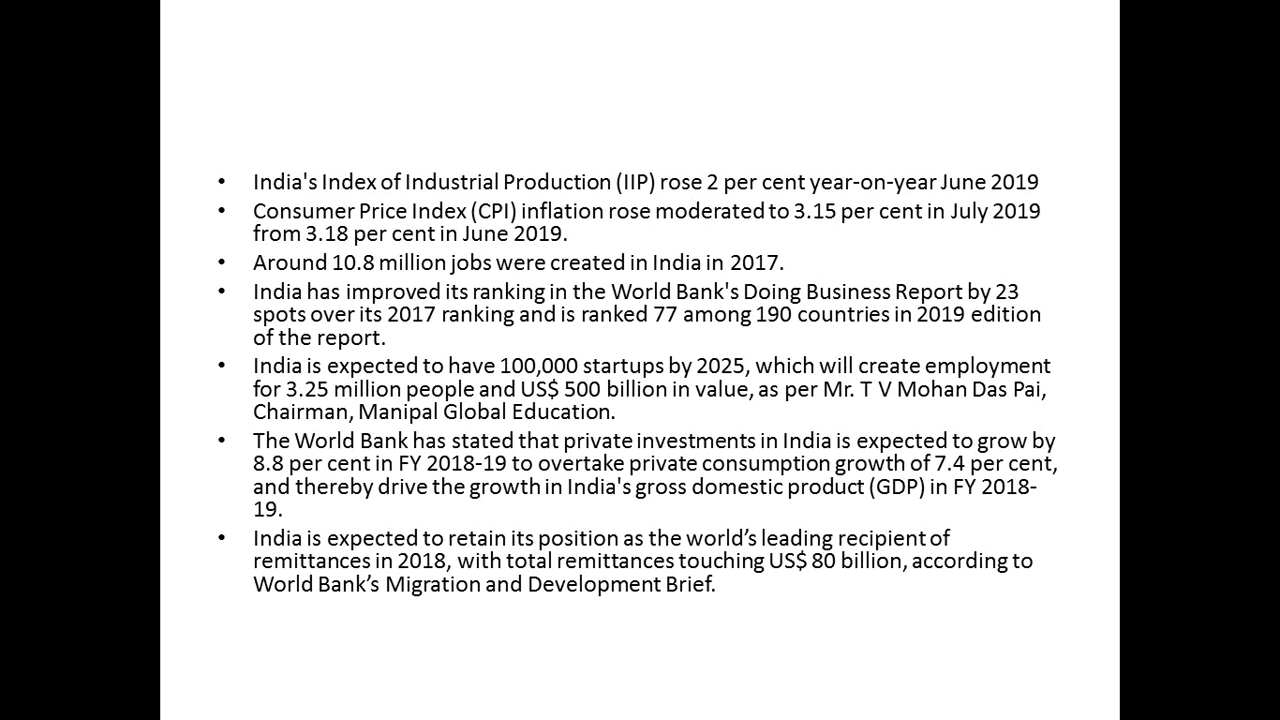 • India's Index of Industrial Production (IIP) rose 2 per cent year-on-year June 2019
• Consumer Price Index (CPI) inflation rose moderated to 3.15 per cent in July 2019
from 3.18 per cent in June 2019.
• Around 10.8 million jobs were created in India in 2017.
• India has improved its ranking in the World Bank's Doing Business Report by 23
spots over its 2017 ranking and is ranked 77 among 190 countries in 2019 edition
of the report.
• India is expected to have 100,000 startups by 2025, which will create employment
for 3.25 million people and US$ 500 billion in value, as per Mr. T V Mohan Das Pai,
Chairman, Manipal Global Education.
• The World Bank has stated that private investments in India is expected to grow by
8.8 per cent in FY 2018-19 to overtake private consumption growth of 7.4 per cent,
and thereby drive the growth in India's gross domestic product (GDP) in FY 2018-
19.
• India is expected to retain its position as the world’s leading recipient of
remittances in 2018, with total remittances touching US$ 80 billion, according to
World Bank’s Migration and Development Brief.